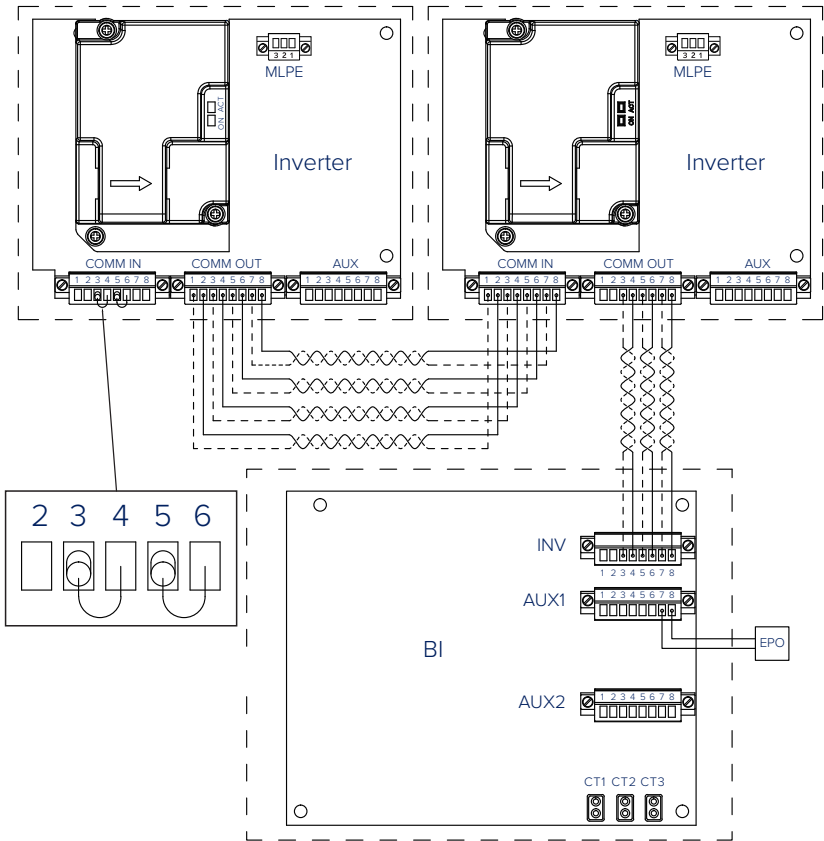 3 2 1
MLPE
ON ACT
Inverter
COMM IN
1 2 3 4 5 6 7 8
COMM OUT
1 2 3 4 5 6 7 8
AUX
1 2 3 4 5 6 7 8
3 2 1
MLPE
ON ACT
Inverter
COMM IN
1 2 3 4 5 6 7 8
COMM OUT
1 2 3 4 5 6 7 8
AUX
1 2 3 4 5 6 7 8
2 3 4 5 6
INV
1 2 3 4 5 6 7 8
AUX1
1 2 3 4 5 6 7 8
EPO
BI
AUX2
1 2 3 4 5 6 7 8
CT1 CT2 CT3